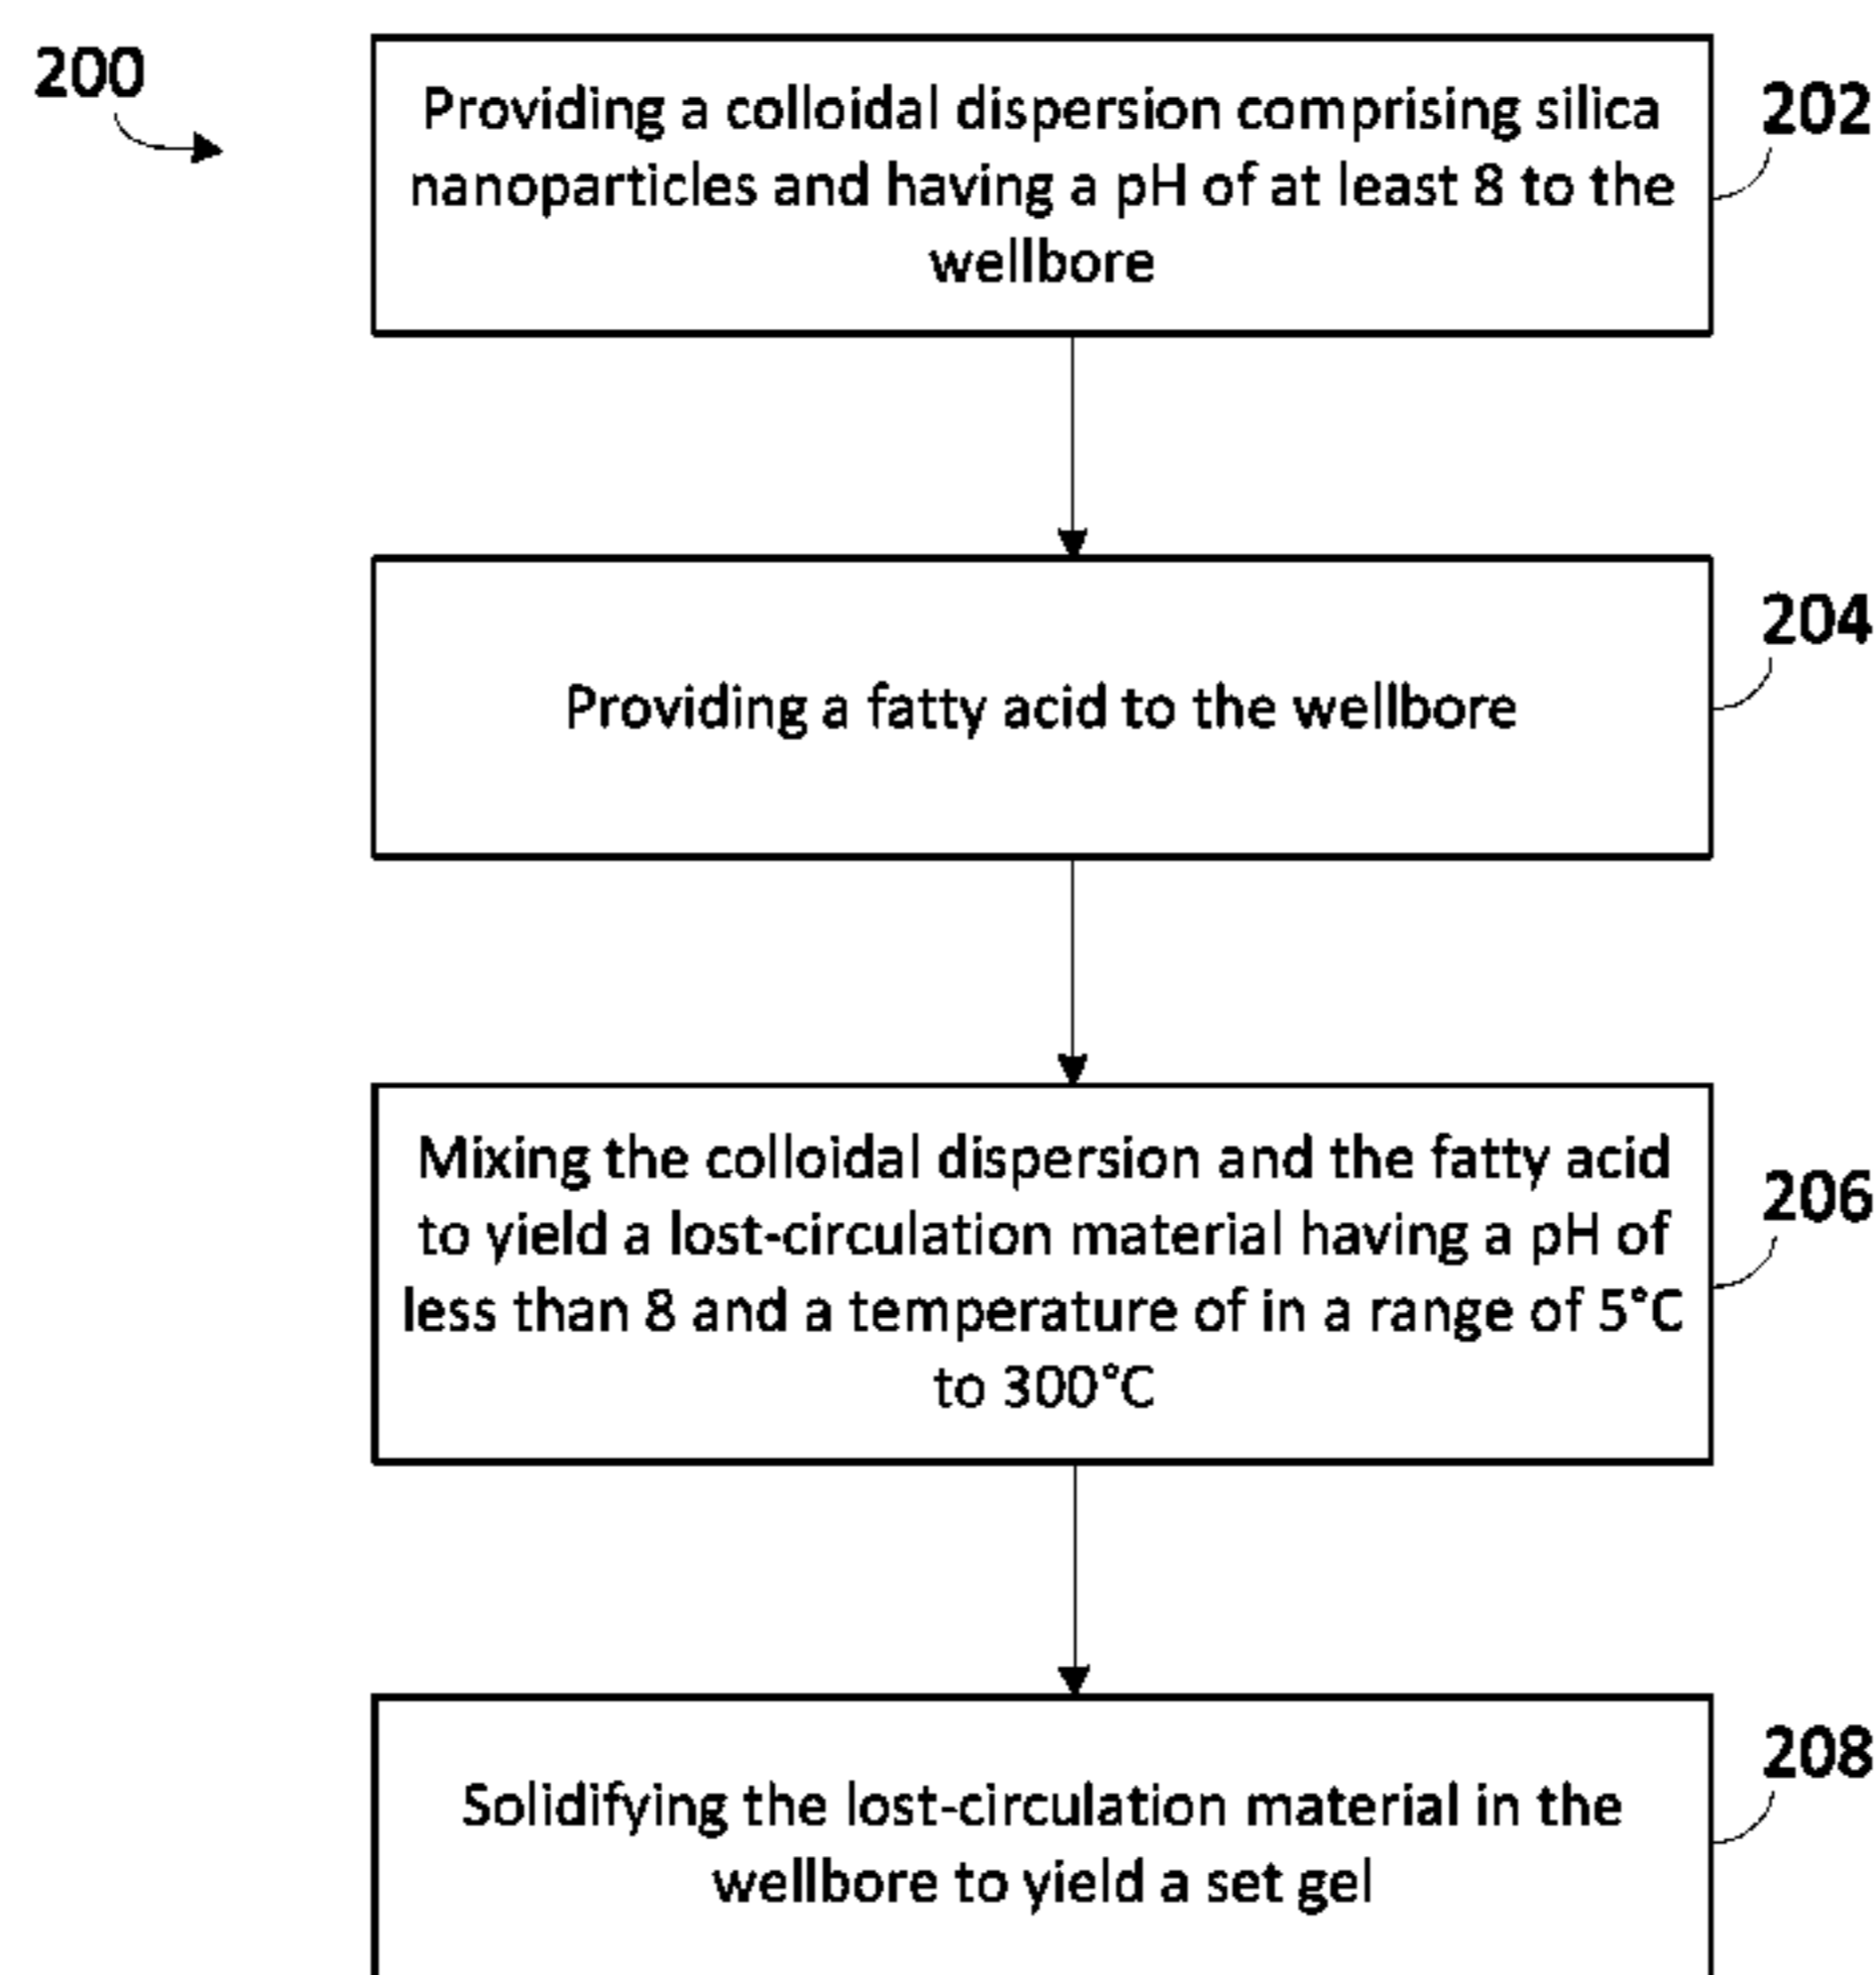 200
Providing a colloidal dispersion comprising silica
nanoparticles and having a pH of at least 8 to the
wellbore
202
Providing a fatty acid to the wellbore
204
Mixing the colloidal dispersion and the fatty acid
to yield a lost-circulation material having a pH of
less than 8 and a temperature of in a range of 5°C
to 300°C
206
Solidifying the lost-circulation material in the
wellbore to yield a set gel
208